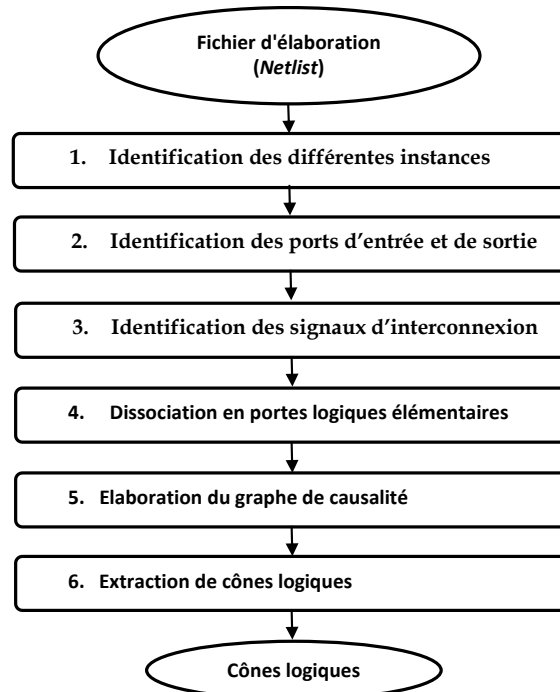 Fichier d'élaboration
(Netlist)
1. Identification des différentes instances
2. Identification des ports d’entrée et de sortie
3. Identification des signaux d’interconnexion
4. Dissociation en portes logiques élémentaires
5. Elaboration du graphe de causalité
6. Extraction de cônes logiques
Cônes logiques